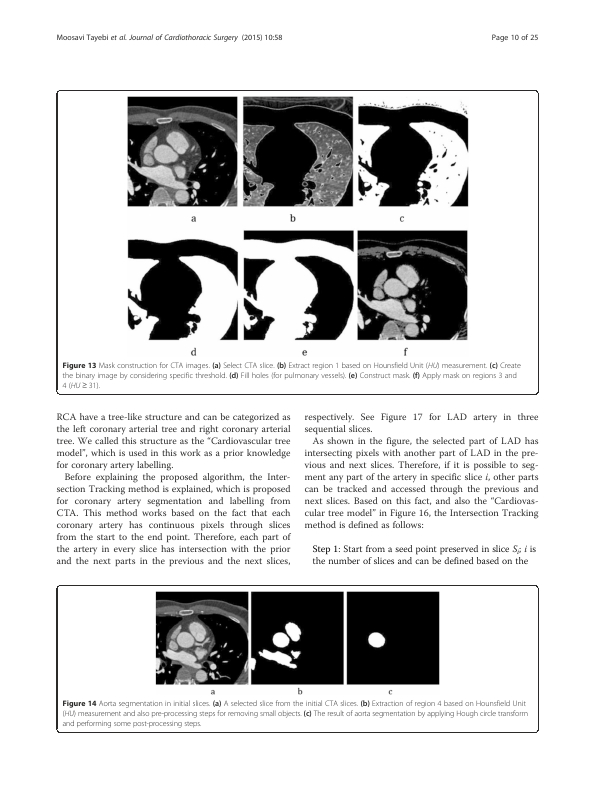 Moosavi Tayebi et al. Journal of Cardiothoracic Surgery (2015) 10:58
Page 10 of 25
a
b
c
d
e
f
Figure 13 Mask construction for CTA images. (a) Select CTA slice. (b) Extract region 1 based on Hounsfield Unit (HU) measurement. (c) Create
the binary image by considering specific threshold. (d) Fill holes (for pulmonary vessels). (e) Construct mask. (f) Apply mask on regions 3 and
4 (HU ≥ 31).
RCA have a tree-like structure and can be categorized as
the left coronary arterial tree and right coronary arterial
tree. We called this structure as the “Cardiovascular tree
model”, which is used in this work as a prior knowledge
for coronary artery labelling.
Before explaining the proposed algorithm, the Inter-
section Tracking method is explained, which is proposed
for coronary artery segmentation and labelling from
CTA. This method works based on the fact that each
coronary artery has continuous pixels through slices
from the start to the end point. Therefore, each part of
the artery in every slice has intersection with the prior
and the next parts in the previous and the next slices,
respectively. See Figure 17 for LAD artery in three
sequential slices.
As shown in the figure, the selected part of LAD has
intersecting pixels with another part of LAD in the pre-
vious and next slices. Therefore, if it is possible to seg-
ment any part of the artery in specific slice i, other parts
can be tracked and accessed through the previous and
next slices. Based on this fact, and also the “Cardiovas-
cular tree model” in Figure 16, the Intersection Tracking
method is defined as follows:
Step 1: Start from a seed point preserved in slice Si; i is
the number of slices and can be defined based on the
a
b
c
Figure 14 Aorta segmentation in initial slices. (a) A selected slice from the initial CTA slices. (b) Extraction of region 4 based on Hounsfield Unit
(HU) measurement and also pre-processing steps for removing small objects. (c) The result of aorta segmentation by applying Hough circle transform
and performing some post-processing steps.